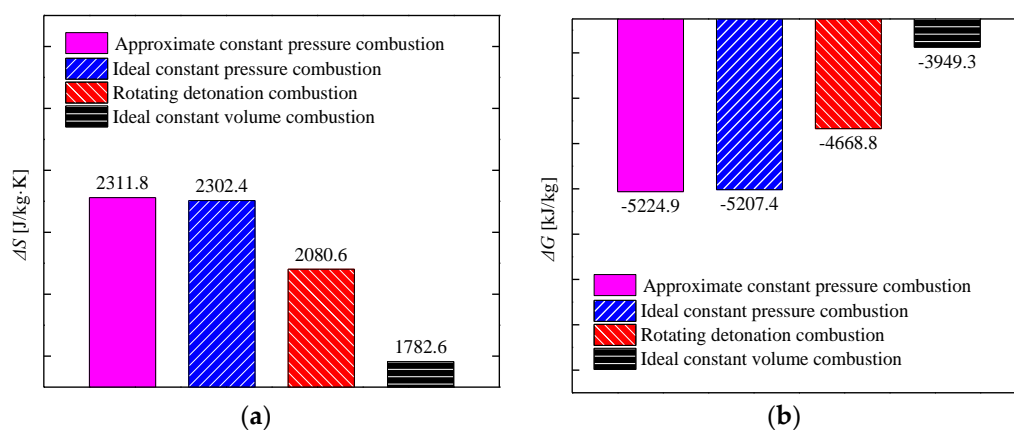 Approximate constant pressure combustion
Ideal constant pressure combustion
Rotating detonation combustion
Ideal constant volume combustion
ΔS [J/kg·K]
2311.8
2302.4
2080.6
1782.6
(a)
ΔG [kJ/kg]
-5224.9
-5207.4
-4668.8
-3949.3
Approximate constant pressure combustion
Ideal constant pressure combustion
Rotating detonation combustion
Ideal constant volume combustion
(b)